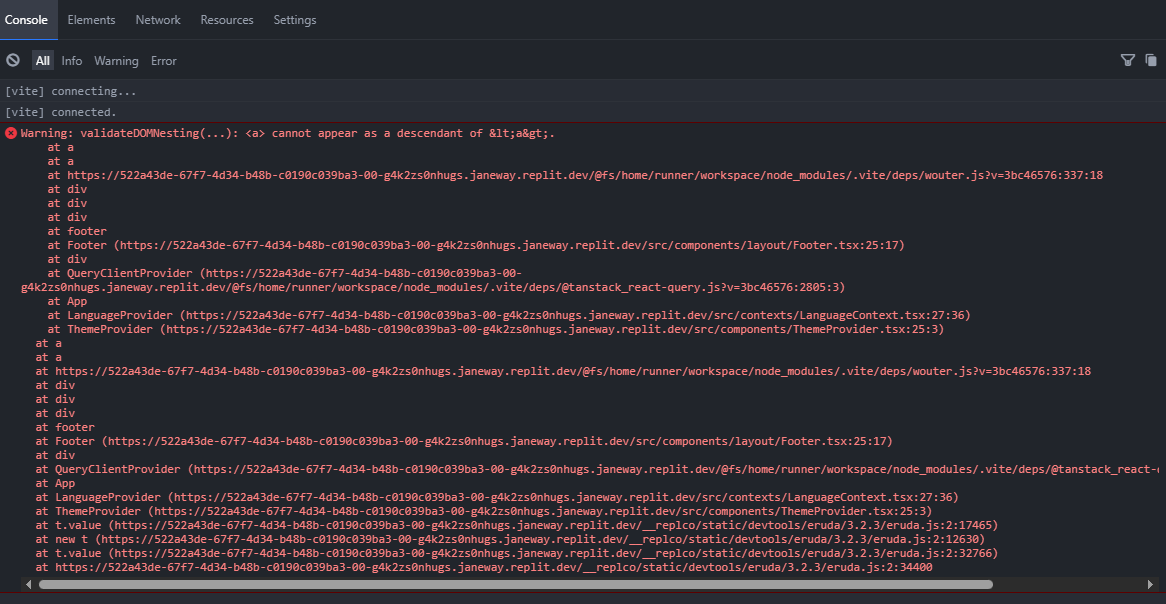 Console Elements Network Resources Settings
All Info Warning Error
[vite] connecting...
[vite] connected.
Warning: validateDOMNesting(...): <a> cannot appear as a descendant of &lt;a&gt;.
at a
at a
at https://522a43de-67f7-4d34-b48b-c0190c039ba3-00-g4k2zs0nhugs.janeway.replit.dev/@fs/home/runner/workspace/node_modules/.vite/deps/wouter.js?v=3bc46576:337:18
at div
at div
at div
at footer
at Footer (https://522a43de-67f7-4d34-b48b-c0190c039ba3-00-g4k2zs0nhugs.janeway.replit.dev/src/components/layout/Footer.tsx:25:17)
at div
at QueryClientProvider (https://522a43de-67f7-4d34-b48b-c0190c039ba3-00-
g4k2zs0nhugs.janeway.replit.dev/@fs/home/runner/workspace/node_modules/.vite/deps/@tanstack_react-query.js?v=3bc46576:2805:3)
at App
at LanguageProvider (https://522a43de-67f7-4d34-b48b-c0190c039ba3-00-g4k2zs0nhugs.janeway.replit.dev/src/contexts/LanguageContext.tsx:27:36)
at ThemeProvider (https://522a43de-67f7-4d34-b48b-c0190c039ba3-00-g4k2zs0nhugs.janeway.replit.dev/src/components/ThemeProvider.tsx:25:3)
at a
at a
at https://522a43de-67f7-4d34-b48b-c0190c039ba3-00-g4k2zs0nhugs.janeway.replit.dev/@fs/home/runner/workspace/node_modules/.vite/deps/wouter.js?v=3bc46576:337:18
at div
at div
at div
at footer
at Footer (https://522a43de-67f7-4d34-b48b-c0190c039ba3-00-g4k2zs0nhugs.janeway.replit.dev/src/components/layout/Footer.tsx:25:17)
at div
at QueryClientProvider (https://522a43de-67f7-4d34-b48b-c0190c039ba3-00-g4k2zs0nhugs.janeway.replit.dev/@fs/home/runner/workspace/node_modules/.vite/deps/@tanstack_react-
at App
at LanguageProvider (https://522a43de-67f7-4d34-b48b-c0190c039ba3-00-g4k2zs0nhugs.janeway.replit.dev/src/contexts/LanguageContext.tsx:27:36)
at ThemeProvider (https://522a43de-67f7-4d34-b48b-c0190c039ba3-00-g4k2zs0nhugs.janeway.replit.dev/src/components/ThemeProvider.tsx:25:3)
at t.value (https://522a43de-67f7-4d34-b48b-c0190c039ba3-00-g4k2zs0nhugs.janeway.replit.dev/__replco/static/devtools/eruda/3.2.3/eruda.js:2:17465)
at new t (https://522a43de-67f7-4d34-b48b-c0190c039ba3-00-g4k2zs0nhugs.janeway.replit.dev/__replco/static/devtools/eruda/3.2.3/eruda.js:2:12630)
at t.value (https://522a43de-67f7-4d34-b48b-c0190c039ba3-00-g4k2zs0nhugs.janeway.replit.dev/__replco/static/devtools/eruda/3.2.3/eruda.js:2:32766)
at https://522a43de-67f7-4d34-b48b-c0190c039ba3-00-g4k2zs0nhugs.janeway.replit.dev/__replco/static/devtools/eruda/3.2.3/eruda.js:2:34400